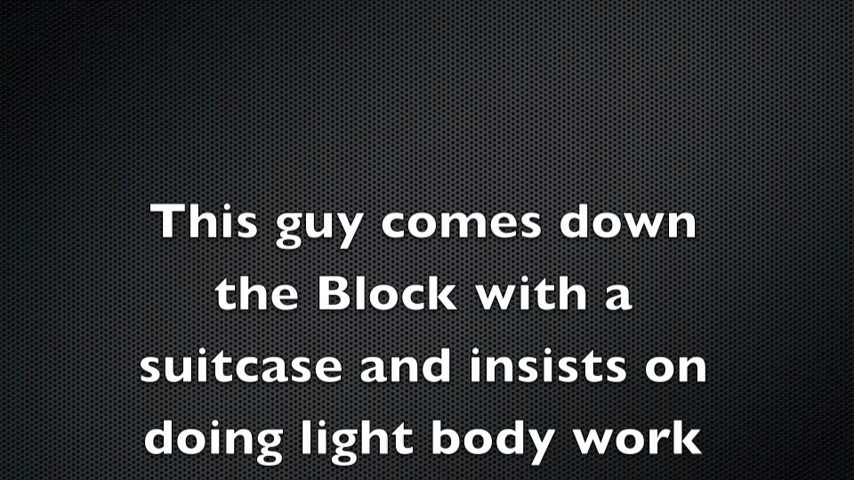 This guy comes down
the Block with a
suitcase and insists on
doing light body work